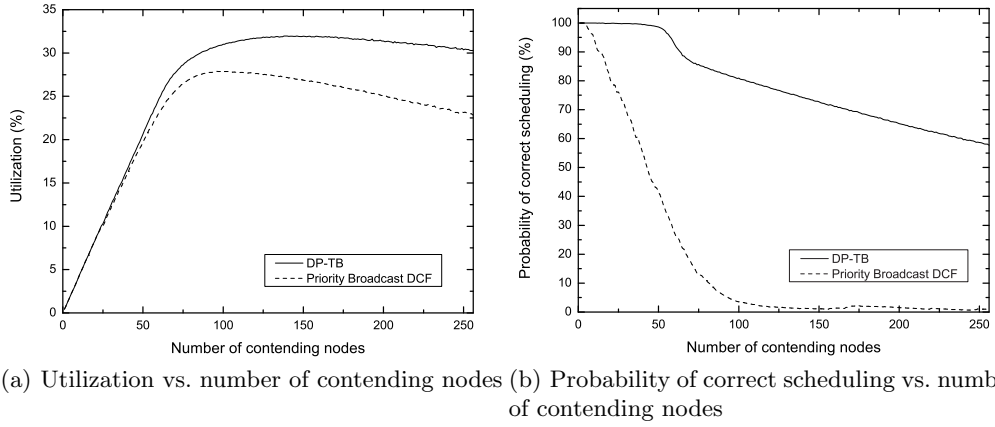 35
30
25
20
15
10
5
0
Utilization (%)
DP-TB
Priority Broadcast DCF
0 50 100 150 200 250
Number of contending nodes
100
90
80
70
60
50
40
30
20
10
0
Probability of correct scheduling (%)
DP-TB
Priority Broadcast DCF
0 50 100 150 200 250
Number of contending nodes
(a) Utilization vs. number of contending nodes
(b) Probability of correct scheduling vs. numb
of contending nodes